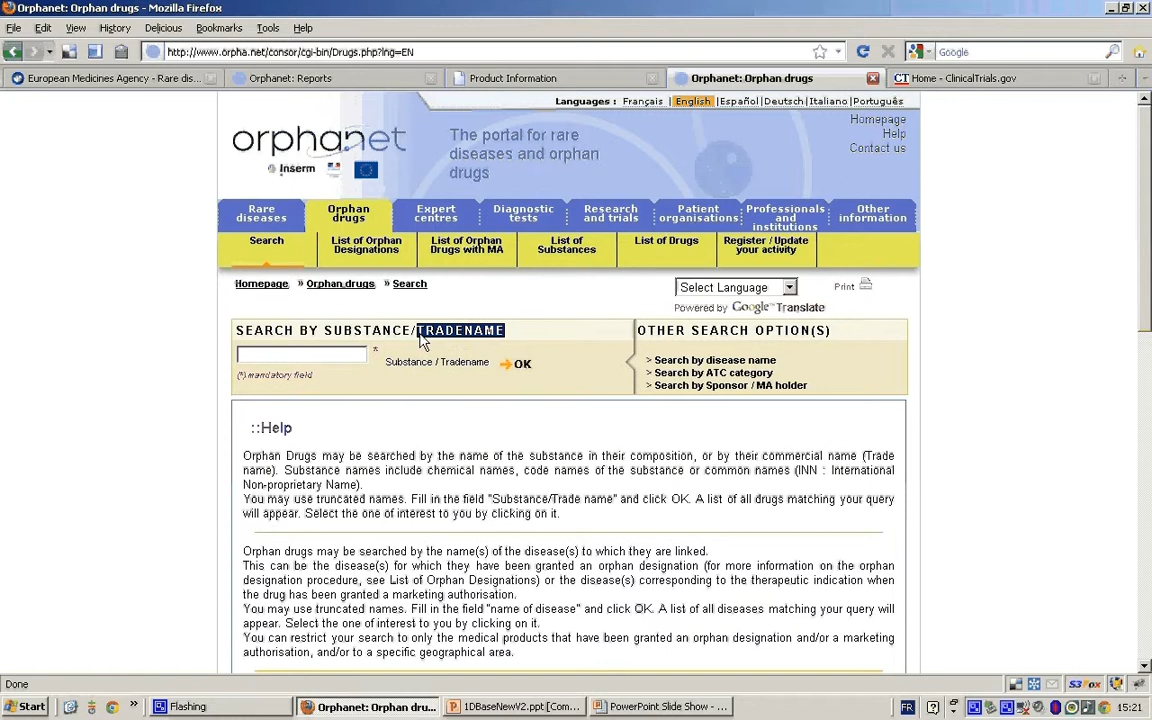 Orphanet: Orphan drugs - Mozilla Firefox
File Edit View History Delicious Bookmarks Tools Help
http://www.orpha.net/consor/cgi-bin/Drugs.php?lng=EN
Google
European Medicines Agency - Rare dis...
Orphanet: Reports
Product Information
Orphanet: Orphan drugs
CT Home - ClinicalTrials.gov
Languages : Français | English | Español | Deutsch | Italiano | Português
orphanet
Inserm
The portal for rare
diseases and orphan
drugs
Homepage
Help
Contact us
Rare
diseases
Orphan
drugs
Expert
centres
Diagnostic
tests
Research
and trials
Patient
organisations
Professionals
and
institutions
Other
information
Search
List of Orphan
Designations
List of Orphan
Drugs with MA
List of
Substances
List of Drugs
Register / Update
your activity
Homepage » Orphan drugs » Search
Select Language
Print
Powered by Google™ Translate
SEARCH BY SUBSTANCE/TRADENAME
* Substance / Tradename OK
(*) mandatory field
OTHER SEARCH OPTION(S)
> Search by disease name
> Search by ATC category
> Search by Sponsor / MA holder
::Help
Orphan Drugs may be searched by the name of the substance in their composition, or by their commercial name (Trade
name). Substance names include chemical names, code names of the substance or common names (INN : International
Non-proprietary Name).
You may use truncated names. Fill in the field "Substance/Trade name" and click OK. A list of all drugs matching your query
will appear. Select the one of interest to you by clicking on it.
Orphan drugs may be searched by the name(s) of the disease(s) to which they are linked.
This can be the disease(s) for which they have been granted an orphan designation (for more information on the orphan
designation procedure, see List of Orphan Designations) or the disease(s) corresponding to the therapeutic indication when
the drug has been granted a marketing authorisation.
You may use truncated names. Fill in the field "name of disease" and click OK. A list of all diseases matching your query will
appear. Select the one of interest to you by clicking on it.
You can restrict your search to only the medical products that have been granted an orphan designation and/or a marketing
authorisation, and/or to a specific geographical area.
Done
S3Fox
Start
Flashing
Orphanet: Orphan dru...
1DBaseNewV2.ppt [Com...
PowerPoint Slide Show - ...
FR
15:21